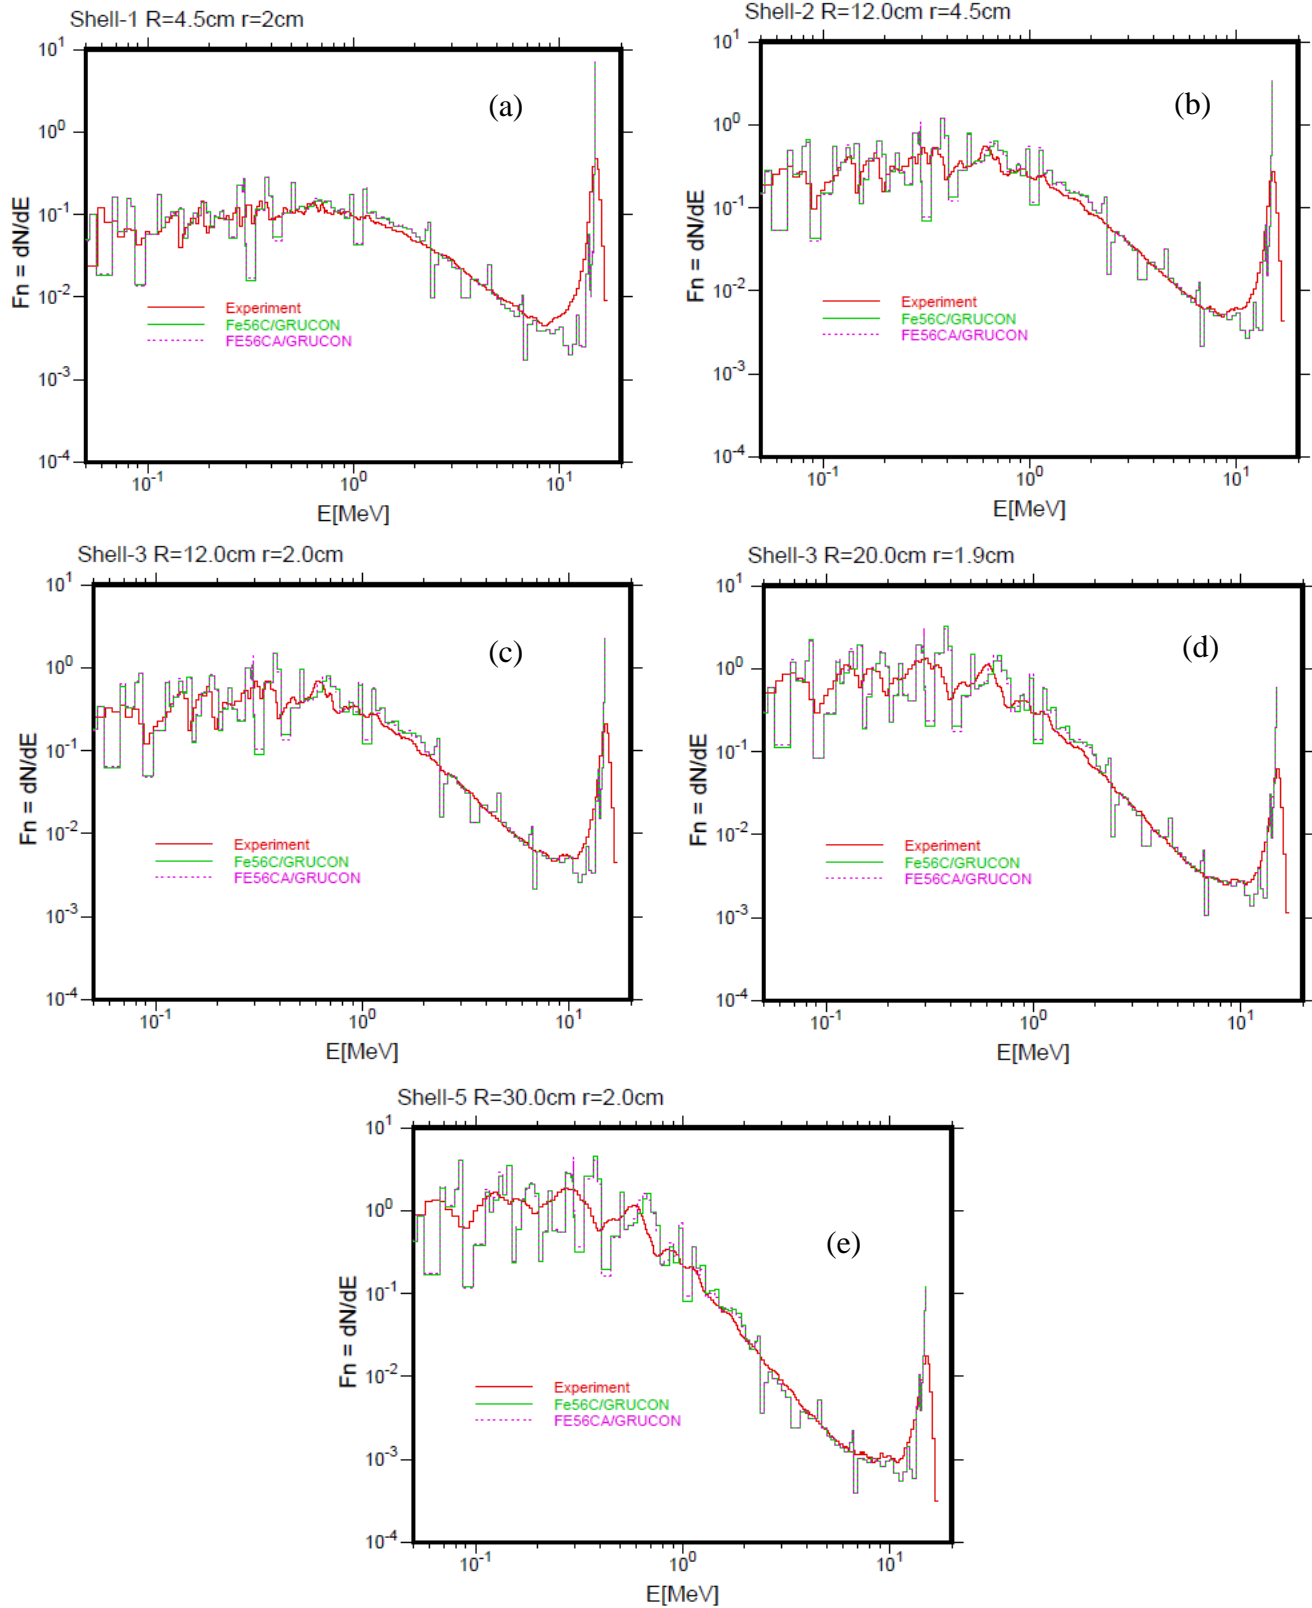 Shell-1 R=4.5cm r=2cm
(a)
10^1
10^0
10^-1
10^-2
10^-3
10^-4
Fn = dN/dE
Experiment
Fe56C/GRUCON
FE56CA/GRUCON
10^-1 10^0 10^1
E[MeV]
Shell-2 R=12.0cm r=4.5cm
(b)
10^1
10^0
10^-1
10^-2
10^-3
10^-4
Fn = dN/dE
Experiment
Fe56C/GRUCON
FE56CA/GRUCON
10^-1 10^0 10^1
E[MeV]
Shell-3 R=12.0cm r=2.0cm
(c)
10^1
10^0
10^-1
10^-2
10^-3
10^-4
Fn = dN/dE
Experiment
Fe56C/GRUCON
FE56CA/GRUCON
10^-1 10^0 10^1
E[MeV]
Shell-3 R=20.0cm r=1.9cm
(d)
10^1
10^0
10^-1
10^-2
10^-3
10^-4
Fn = dN/dE
Experiment
Fe56C/GRUCON
FE56CA/GRUCON
10^-1 10^0 10^1
E[MeV]
Shell-5 R=30.0cm r=2.0cm
(e)
10^1
10^0
10^-1
10^-2
10^-3
10^-4
Fn = dN/dE
Experiment
Fe56C/GRUCON
FE56CA/GRUCON
10^-1 10^0 10^1
E[MeV]